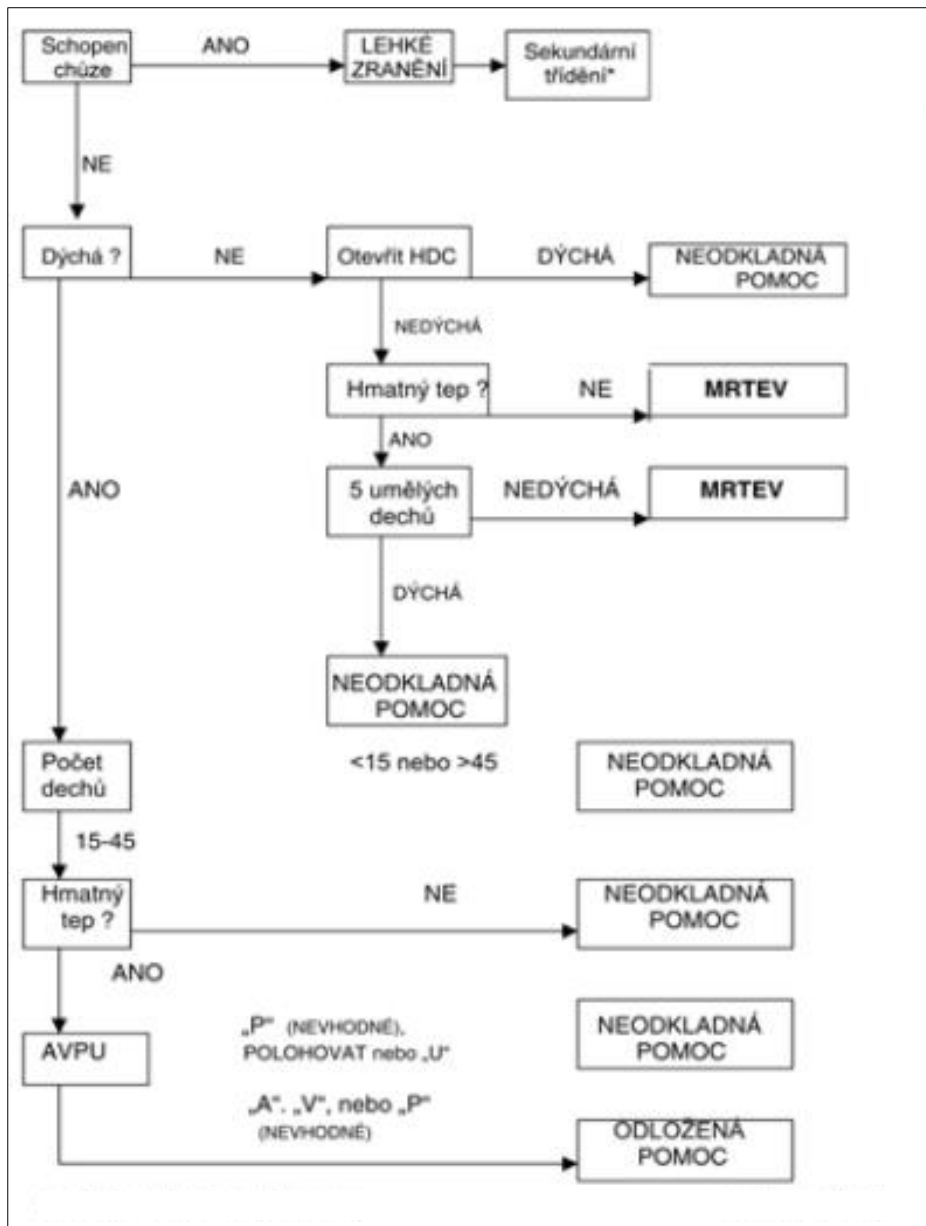 Schopen
chůze
ANO
LEHKÉ
ZRANĚNÍ
Sekundární
třídění*
NE
Dýchá ?
NE
Otevřít HDC
DÝCHÁ
NEODKLADNÁ
POMOC
NEDÝCHÁ
Hmatný tep ?
NE
MRTEV
ANO
ANO
5 umělých
dechů
NEDÝCHÁ
MRTEV
DÝCHÁ
NEODKLADNÁ
POMOC
Počet
dechů
<15 nebo >45
NEODKLADNÁ
POMOC
15-45
Hmatný
tep ?
NE
NEODKLADNÁ
POMOC
ANO
AVPU
„P“ (NEVHODNÉ),
POLOHOVAT nebo „U“
NEODKLADNÁ
POMOC
„A“. „V“, nebo „P“
(NEVHODNÉ)
ODLOŽENÁ
POMOC